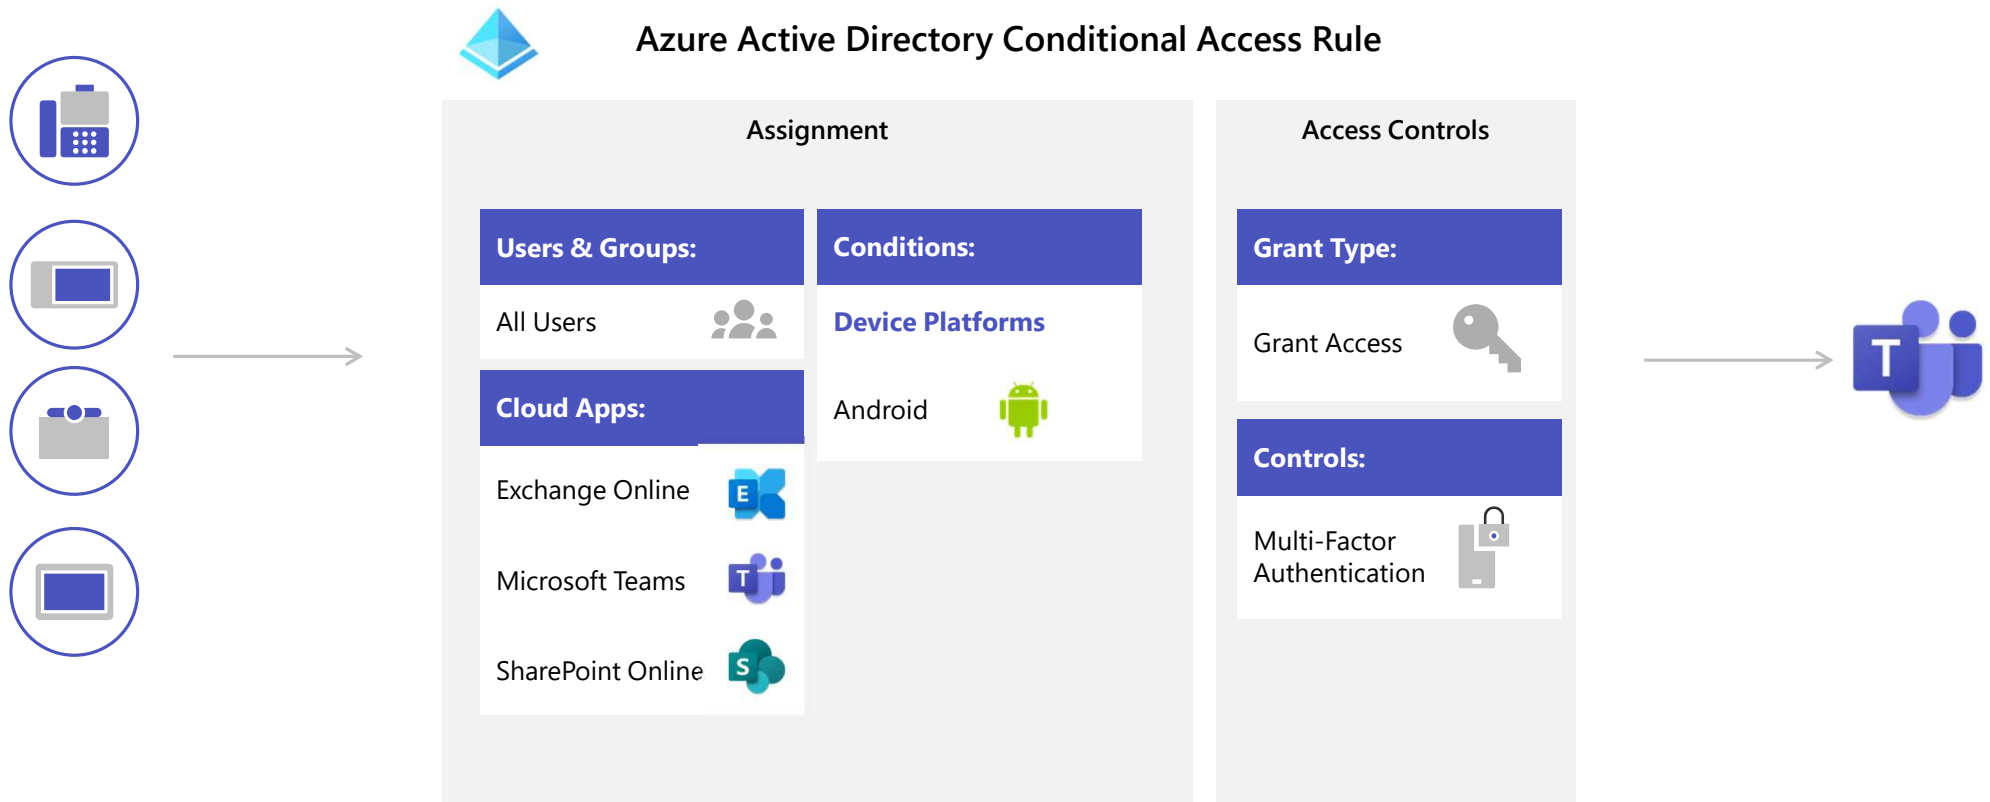 Azure Active Directory Conditional Access Rule
Assignment
Users & Groups:
All Users
Cloud Apps:
Exchange Online
E
Microsoft Teams
T
SharePoint Online
S
Conditions:
Device Platforms
Android
Access Controls
Grant Type:
Grant Access
Controls:
Multi-Factor
Authentication
T